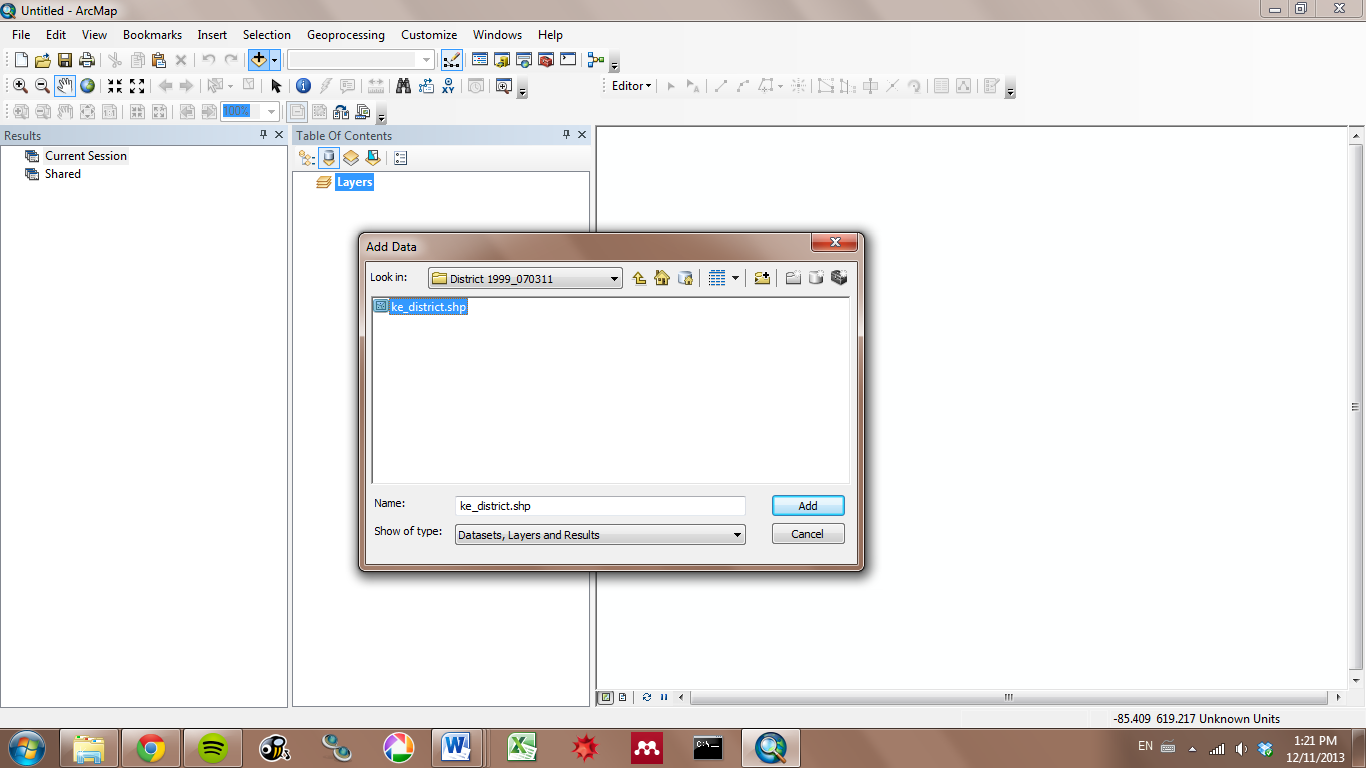 Untitled - ArcMap
File Edit View Bookmarks Insert Selection Geoprocessing Customize Windows Help
Editor
100%
Results
Table Of Contents
Current Session
Shared
Layers
Add Data
Look in: District 1999_070311
ke_district.shp
Name: ke_district.shp Add
Show of type: Datasets, Layers and Results Cancel
-85.409 619.217 Unknown Units
EN
1:21 PM
12/11/2013